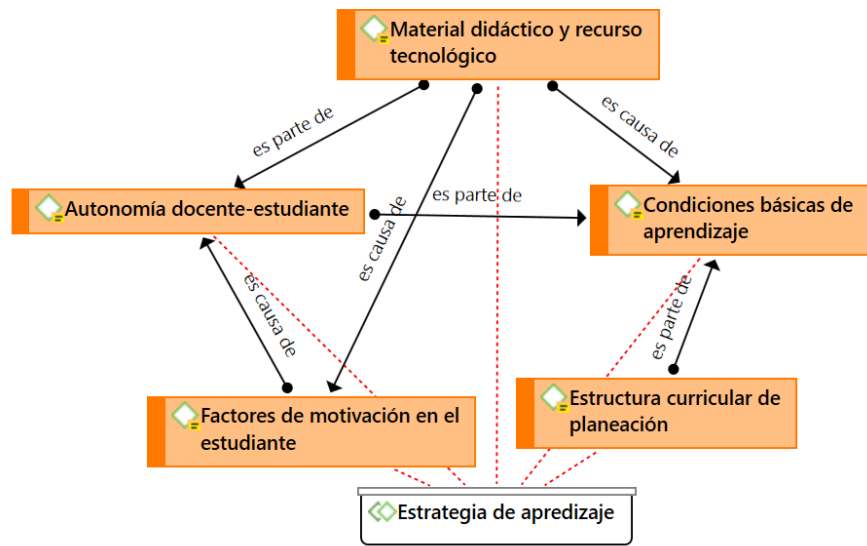 Material didáctico y recurso
tecnológico
es parte de
es causa de
es causa de
Autonomía docente-estudiante
es parte de
Condiciones básicas de
aprendizaje
es causa de
es parte de
Factores de motivación en el
estudiante
Estructura curricular de
planeación
Estrategia de apredizaje